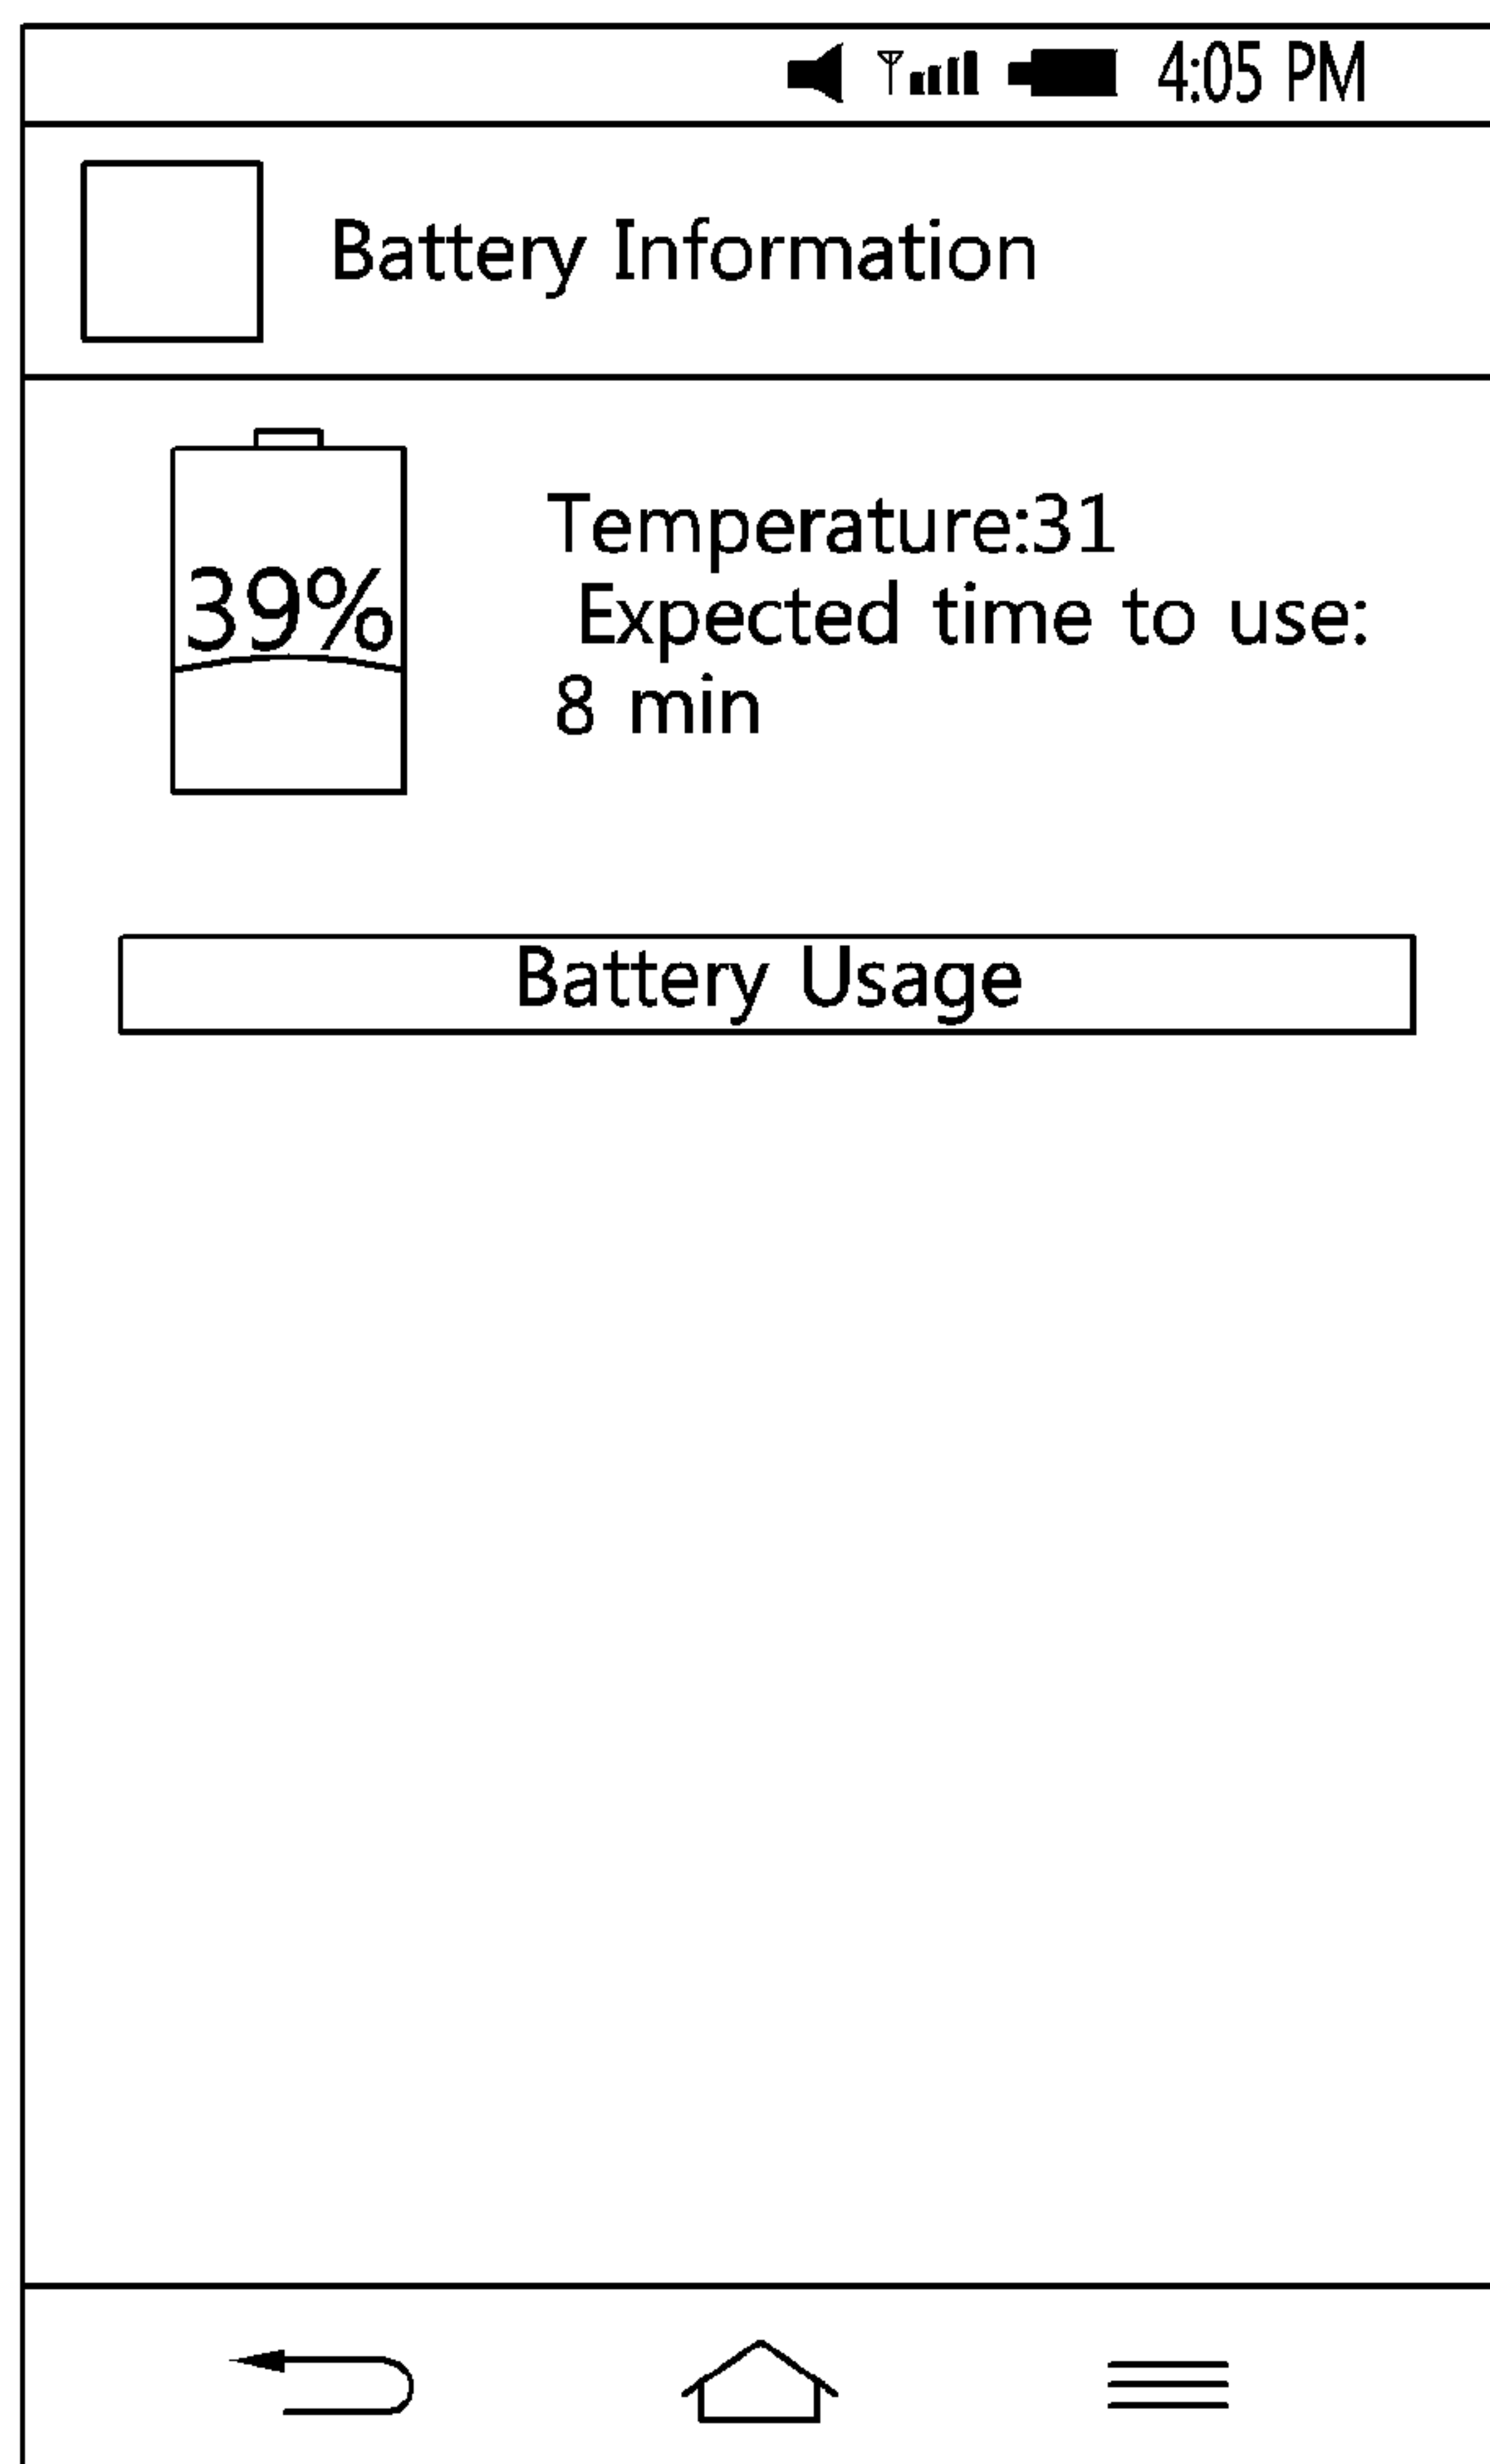 4:05 PM
Battery Information
39%
Temperature:31
Expected time to use:
8 min
Battery Usage